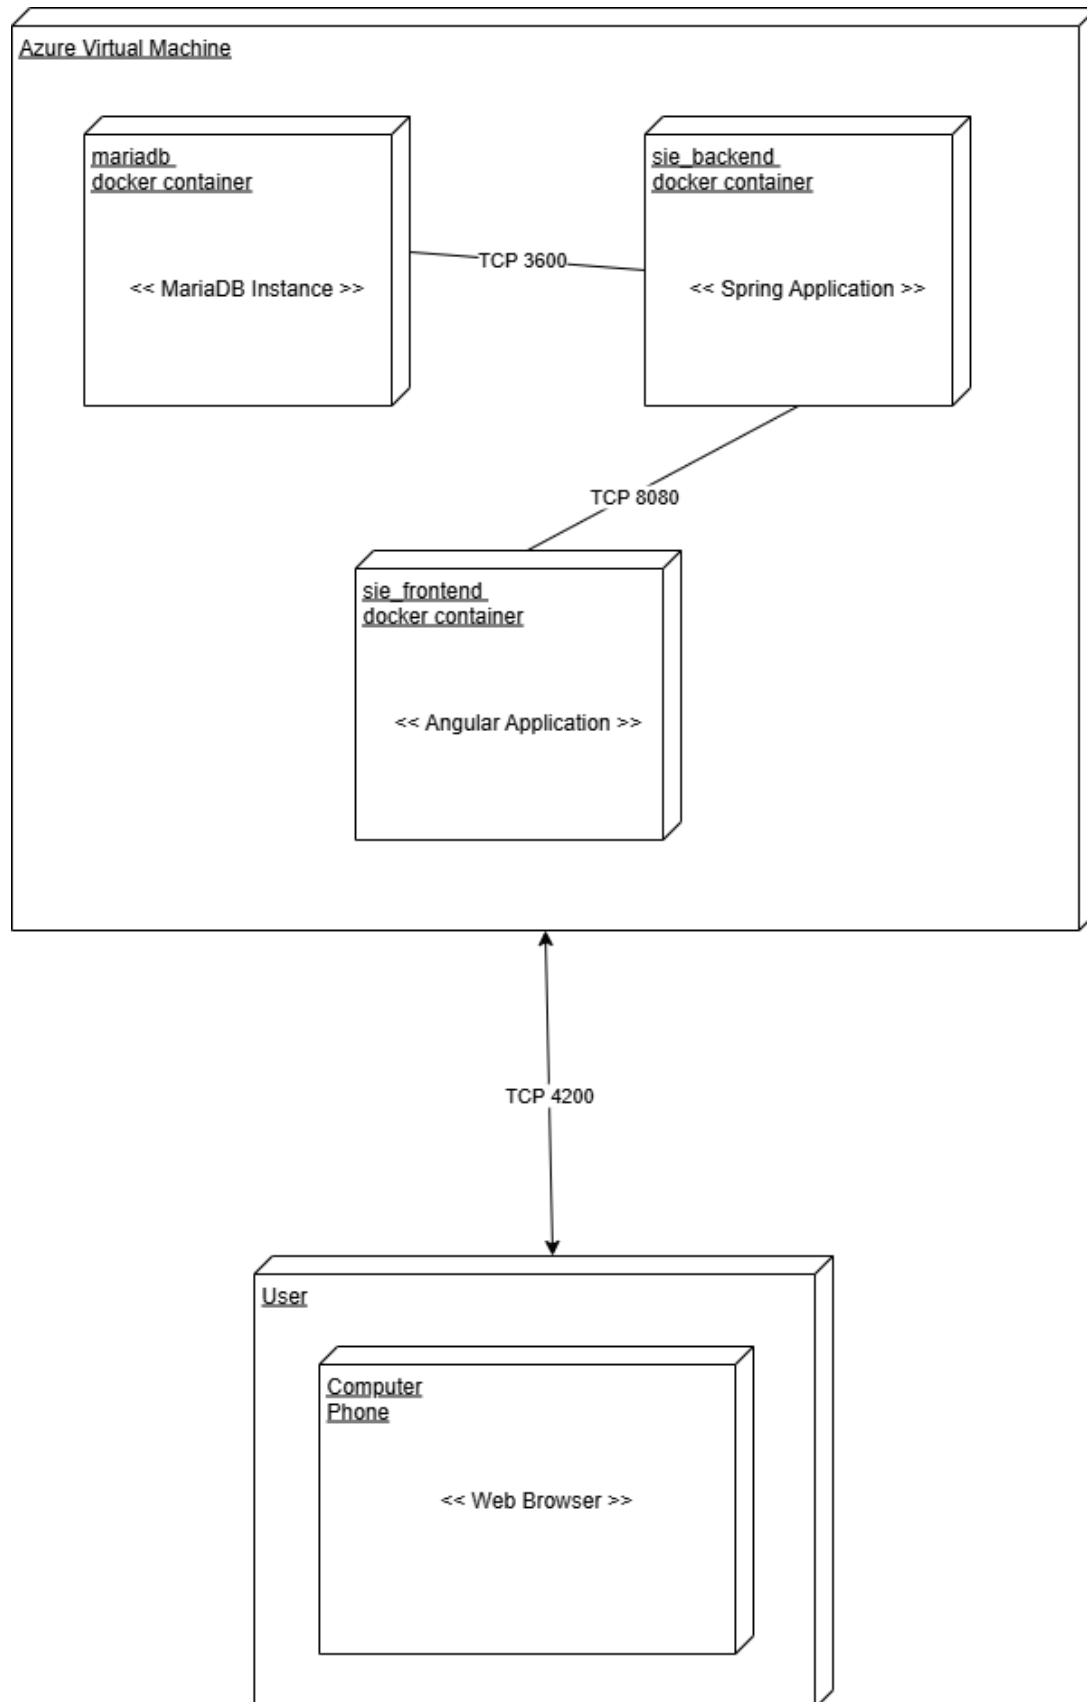 Azure Virtual Machine
mariadb
docker container
<< MariaDB Instance >>
TCP 3600
sie_backend
docker container
<< Spring Application >>
TCP 8080
sie_frontend
docker container
<< Angular Application >>
TCP 4200
User
Computer
Phone
<< Web Browser >>